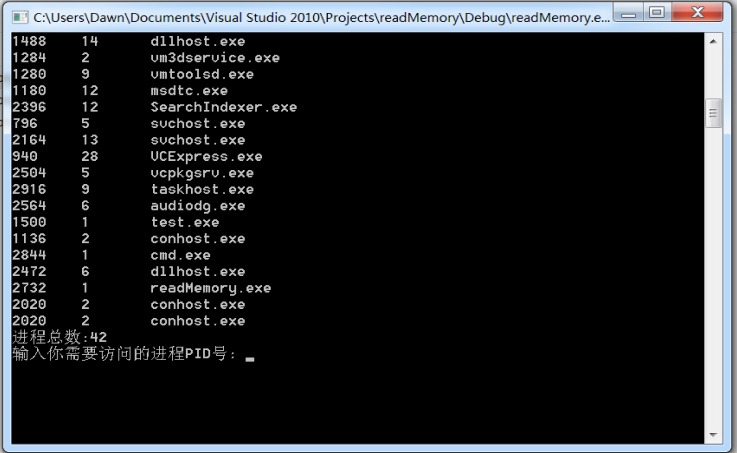 C:\Users\Dawn\Documents\Visual Studio 2010\Projects\readMemory\Debug\readMemory.e...
1488 14 dllhost.exe
1284 2 vm3dservice.exe
1280 9 vmtoolsd.exe
1180 12 msdtc.exe
2396 12 SearchIndexer.exe
796 5 svchost.exe
2164 13 svchost.exe
940 28 VCExpress.exe
2504 5 vcpkgsrv.exe
2916 9 taskhost.exe
2564 6 audiodg.exe
1500 1 test.exe
1136 2 conhost.exe
2844 1 cmd.exe
2472 6 dllhost.exe
2732 1 readMemory.exe
2020 2 conhost.exe
2020 2 conhost.exe
进程总数:42
输入你需要访问的进程PID号: